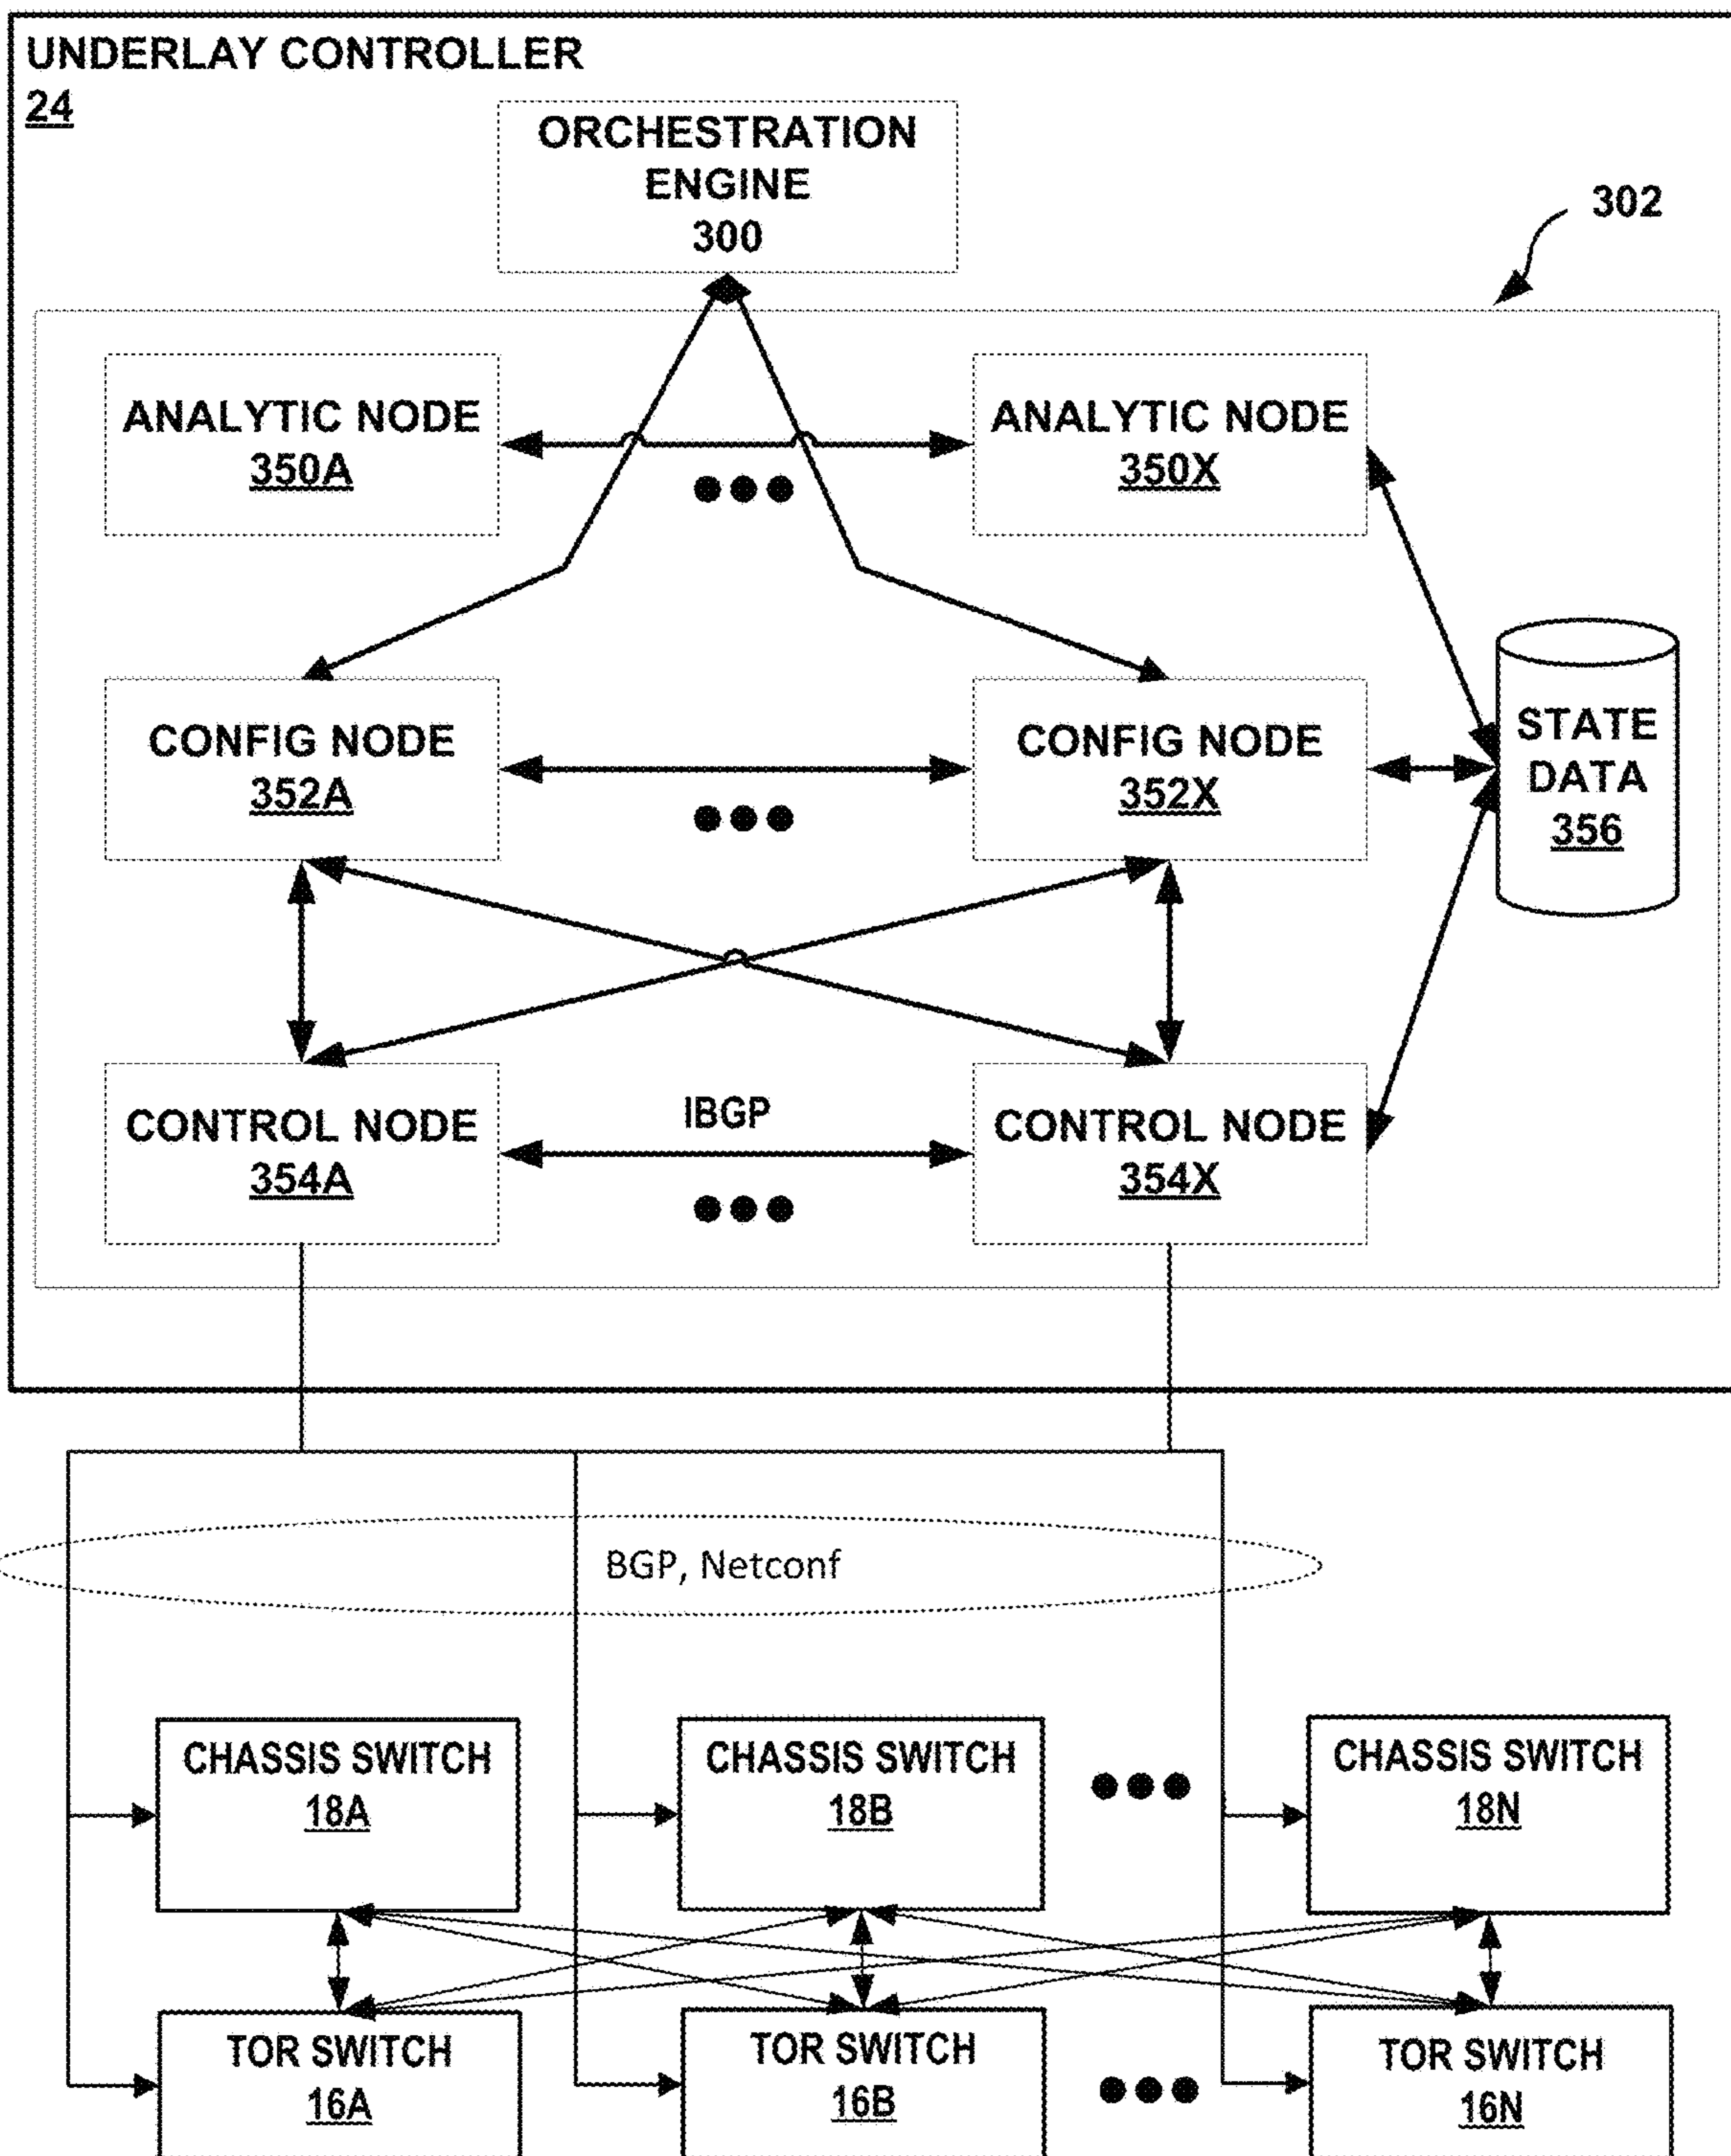 UNDERLAY CONTROLLER
24
ORCHESTRATION
ENGINE
300
302
ANALYTIC NODE
350A
ANALYTIC NODE
350X
CONFIG NODE
352A
CONFIG NODE
352X
STATE
DATA
356
CONTROL NODE
354A
IBGP
CONTROL NODE
354X
BGP, Netconf
CHASSIS SWITCH
18A
CHASSIS SWITCH
18B
CHASSIS SWITCH
18N
TOR SWITCH
16A
TOR SWITCH
16B
TOR SWITCH
16N